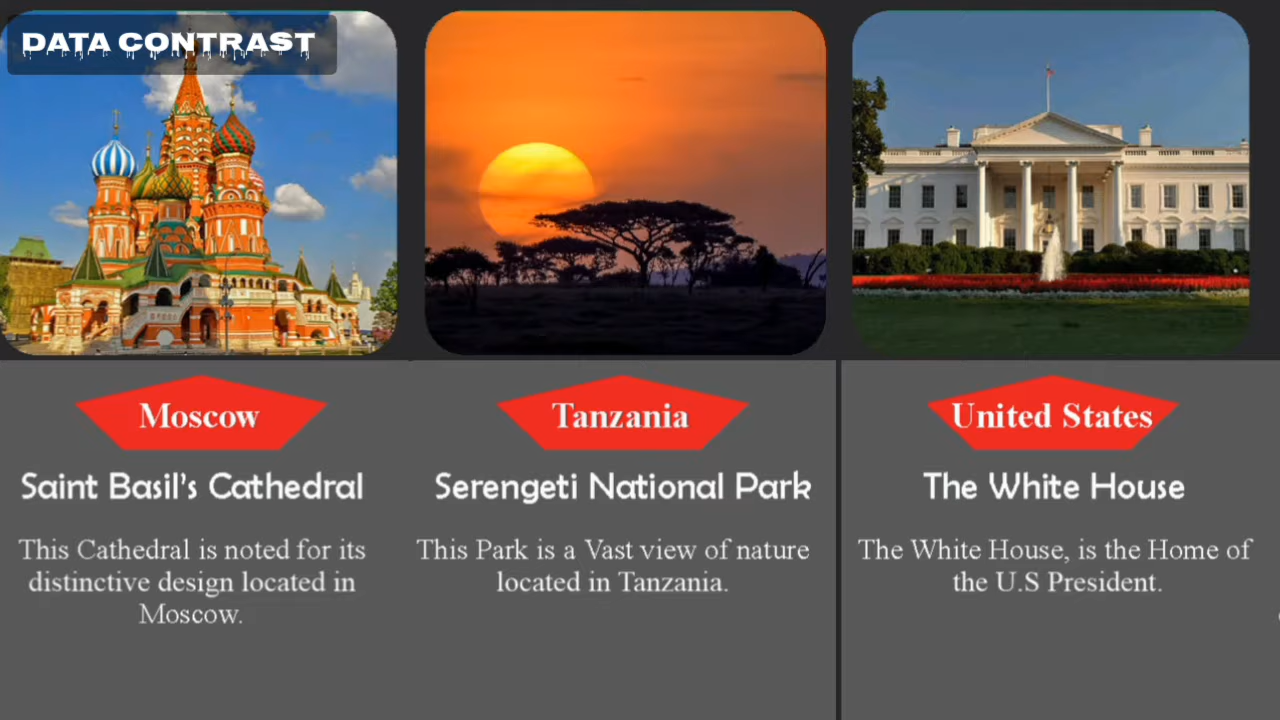 DATA CONTRAST
Moscow
Saint Basil's Cathedral
This Cathedral is noted for its
distinctive design located in
Moscow.
Tanzania
Serengeti National Park
This Park is a Vast view of nature
located in Tanzania.
United States
The White House
The White House, is the Home of
the U.S President.